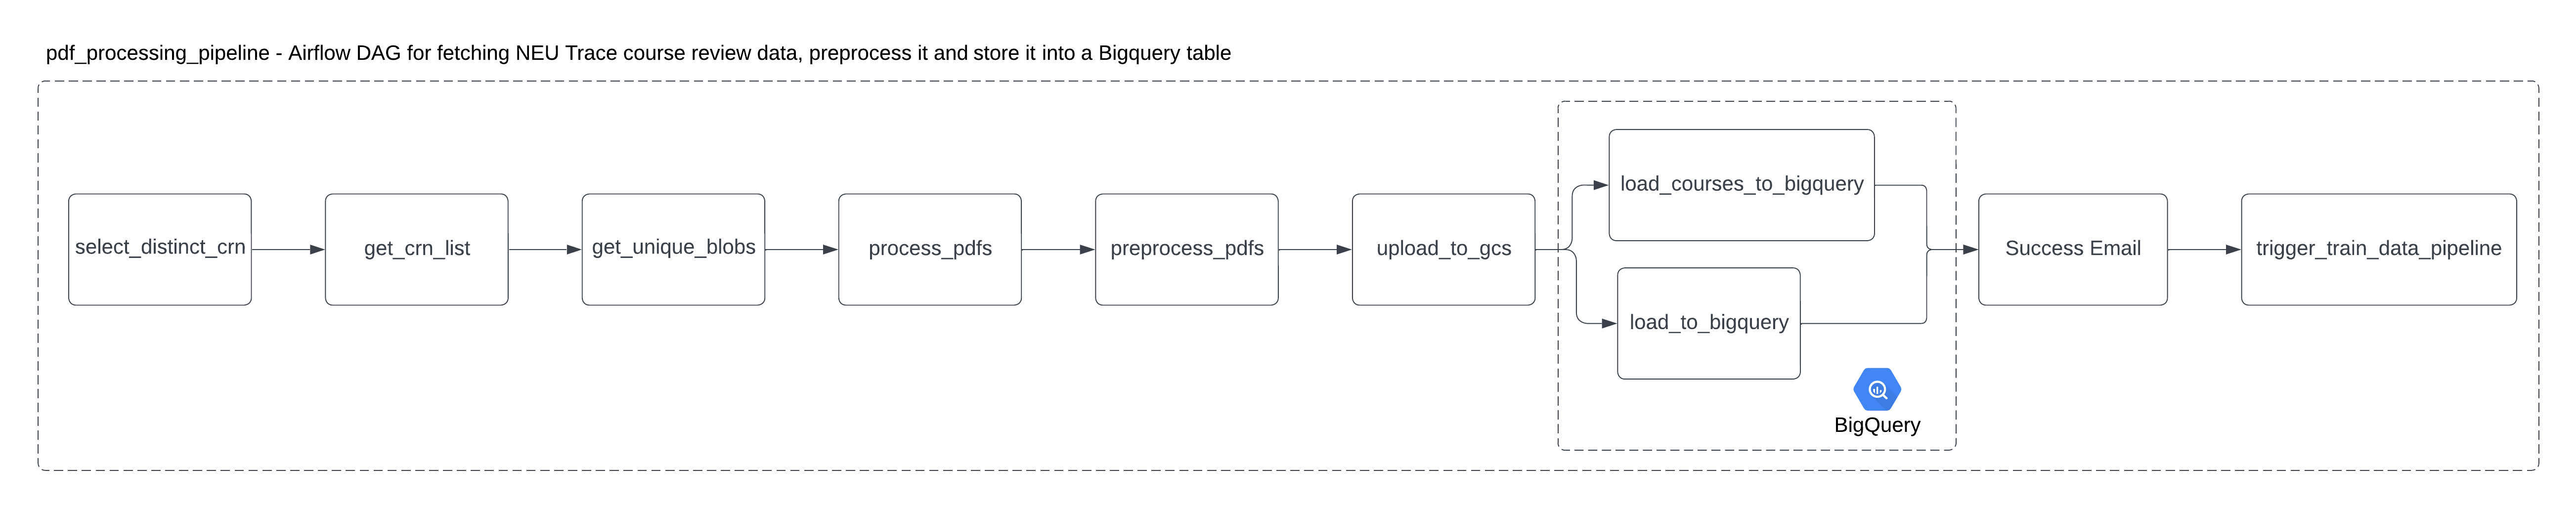 pdf_processing_pipeline - Airflow DAG for fetching NEU Trace course review data, preprocess it and store it into a Bigquery table
select_distinct_crn
get_crn_list
get_unique_blobs
process_pdfs
preprocess_pdfs
upload_to_gcs
load_courses_to_bigquery
load_to_bigquery
BigQuery
Success Email
trigger_train_data_pipeline